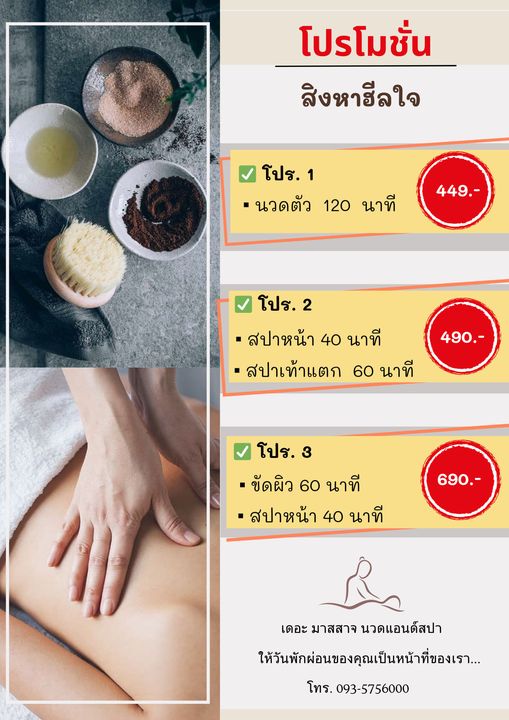 โปรโมชั่น
สิงหาฮีลใจ
โปร. 1
449.-
▪ นวดตัว 120 นาที
โปร. 2
▪ สปาหน้า 40 นาที
490.-
▪ สปาเท้าแตก 60 นาที
โปร. 3
690.-
▪ ขัดผิว 60 นาที
▪ สปาหน้า 40 นาที
เดอะ มาสสาจ นวดแอนด์สปา
ให้วันพักผ่อนของคุณเป็นหน้าที่ของเรา...
โทร. 093-5756000